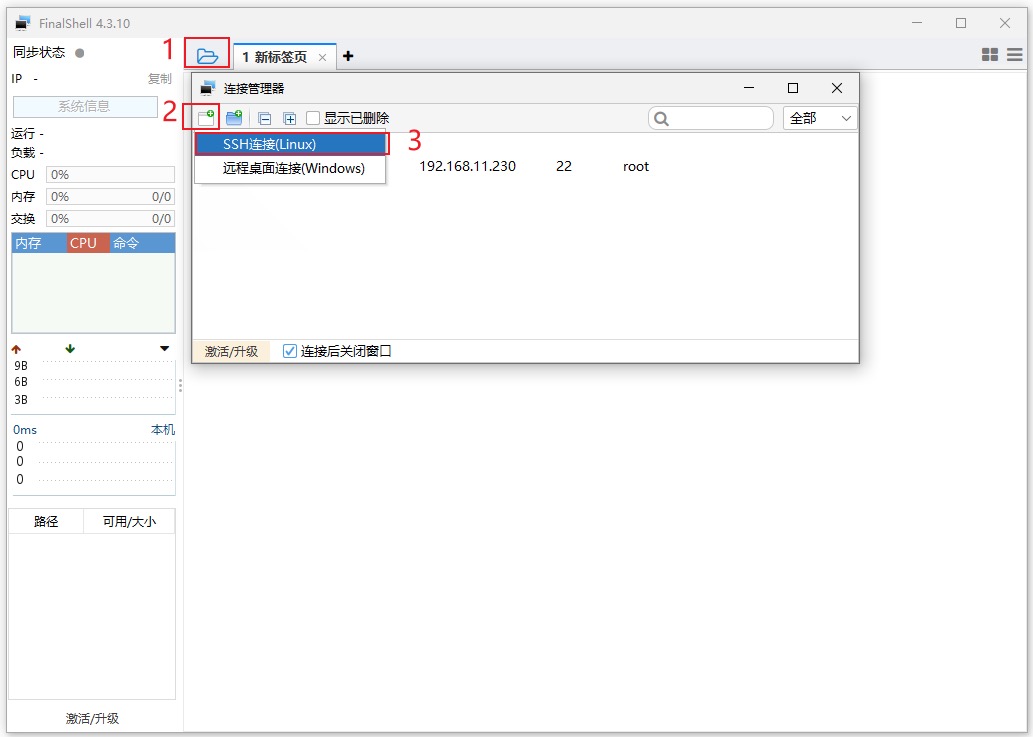 FinalShell 4.3.10
同步状态
1
1 新标签页
IP -
复制
连接管理器
系统信息
2
显示已删除
全部
运行 -
SSH连接(Linux)
3
负载 -
远程桌面连接(Windows)
192.168.11.230
22
root
CPU
0%
内存
0%
0/0
交换
0%
0/0
内存
CPU
命令
激活/升级
连接后关闭窗口
9B
6B
3B
0ms
本机
0
0
0
路径
可用/大小
激活/升级